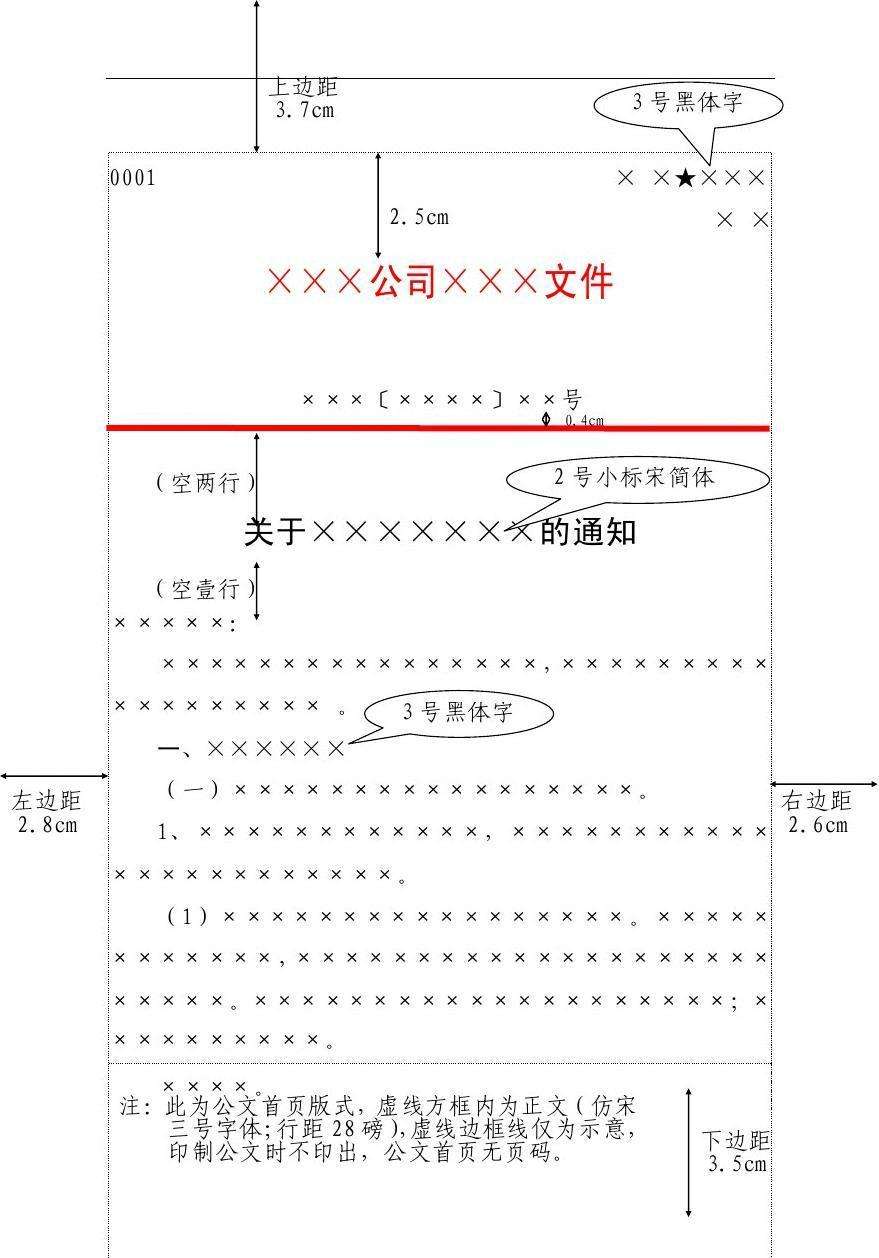 上边距
3.7cm
3号黑体字
0001
× ×★×××
2.5cm
× ×
×××公司×××文件
×××〔××××〕××号
0.4cm
(空两行)
2号小标宋简体
关于×××××××的通知
(空壹行)
×××××:
××××××××××××××××,×××××××××
×××××××××。
3号黑体字
一、××××××
(一)×××××××××××××××××。
左边距
2.8cm
右边距
2.6cm
1、××××××××××××,×××××××××××
××××××××××××。
(1)×××××××××××××××××。×××××
×××××××,××××××××××××××××××××
×××××。××××××××××××××××××××;×
×××××××××。
××××。
注:此为公文首页版式,虚线方框内为正文(仿宋
三号字体;行距28磅),虚线边框线仅为示意,
印制公文时不印出,公文首页无页码。
下边距
3.5cm